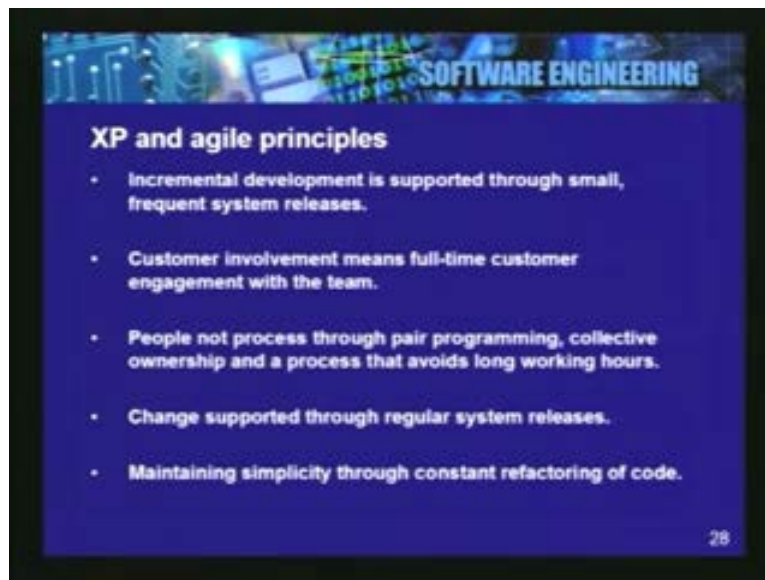 SOFTWARE ENGINEERING
XP and agile principles
• Incremental development is supported through small,
frequent system releases.
• Customer involvement means full-time customer
engagement with the team.
• People not process through pair programming, collective
ownership and a process that avoids long working hours.
• Change supported through regular system releases.
• Maintaining simplicity through constant refactoring of code.
28